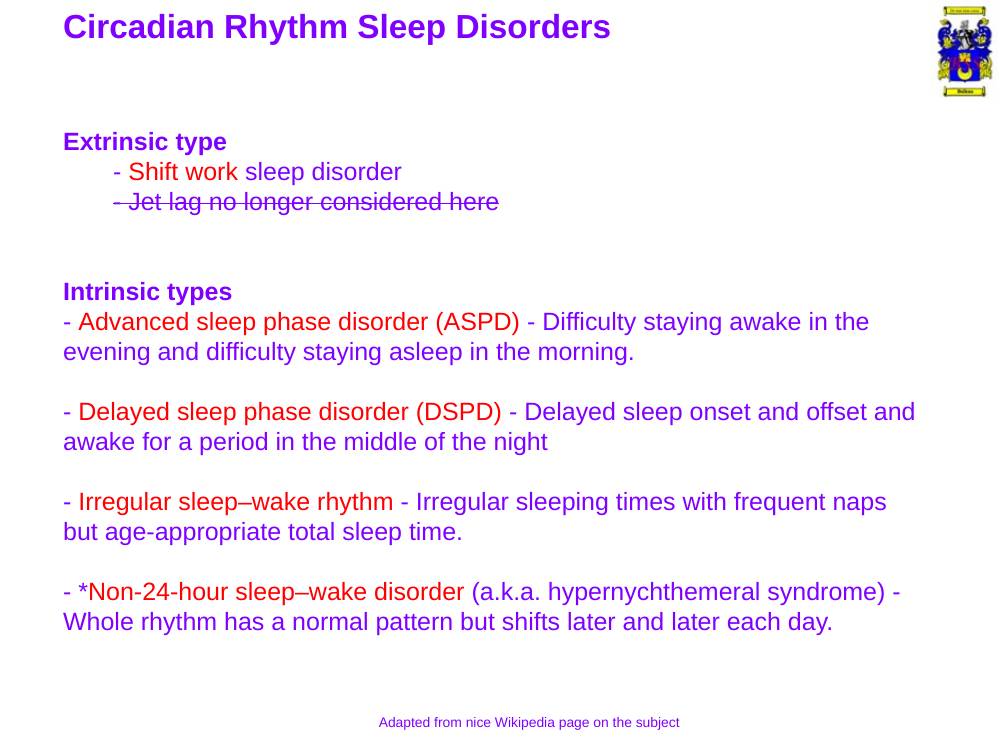 Circadian Rhythm Sleep Disorders
Extrinsic type
- Shift work sleep disorder
- Jet lag no longer considered here
Intrinsic types
- Advanced sleep phase disorder (ASPD) - Difficulty staying awake in the
evening and difficulty staying asleep in the morning.
- Delayed sleep phase disorder (DSPD) - Delayed sleep onset and offset and
awake for a period in the middle of the night
- Irregular sleep–wake rhythm - Irregular sleeping times with frequent naps
but age-appropriate total sleep time.
- *Non-24-hour sleep–wake disorder (a.k.a. hypernychthemeral syndrome) -
Whole rhythm has a normal pattern but shifts later and later each day.
Adapted from nice Wikipedia page on the subject